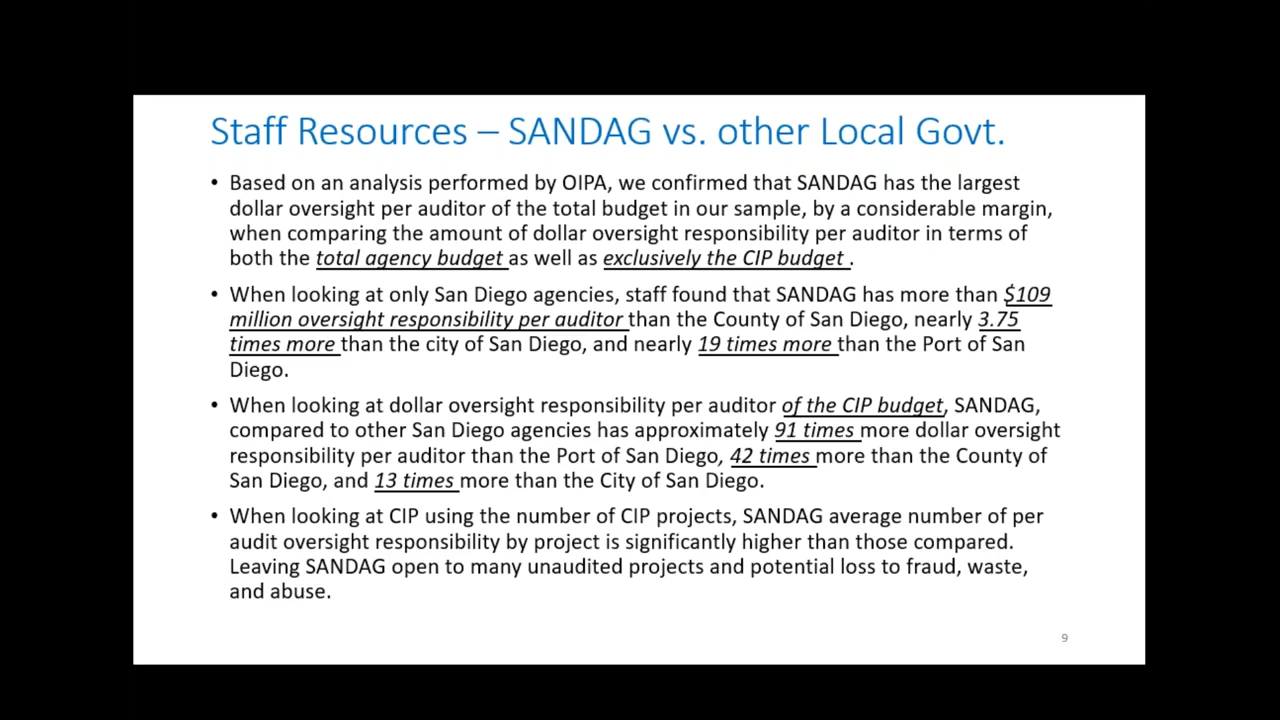 Staff Resources – SANDAG vs. other Local Govt.
• Based on an analysis performed by OIPA, we confirmed that SANDAG has the largest
dollar oversight per auditor of the total budget in our sample, by a considerable margin,
when comparing the amount of dollar oversight responsibility per auditor in terms of
both the total agency budget as well as exclusively the CIP budget .
• When looking at only San Diego agencies, staff found that SANDAG has more than $109
million oversight responsibility per auditor than the County of San Diego, nearly 3.75
times more than the city of San Diego, and nearly 19 times more than the Port of San
Diego.
• When looking at dollar oversight responsibility per auditor of the CIP budget, SANDAG,
compared to other San Diego agencies has approximately 91 times more dollar oversight
responsibility per auditor than the Port of San Diego, 42 times more than the County of
San Diego, and 13 times more than the City of San Diego.
• When looking at CIP using the number of CIP projects, SANDAG average number of per
audit oversight responsibility by project is significantly higher than those compared.
Leaving SANDAG open to many unaudited projects and potential loss to fraud, waste,
and abuse.
9